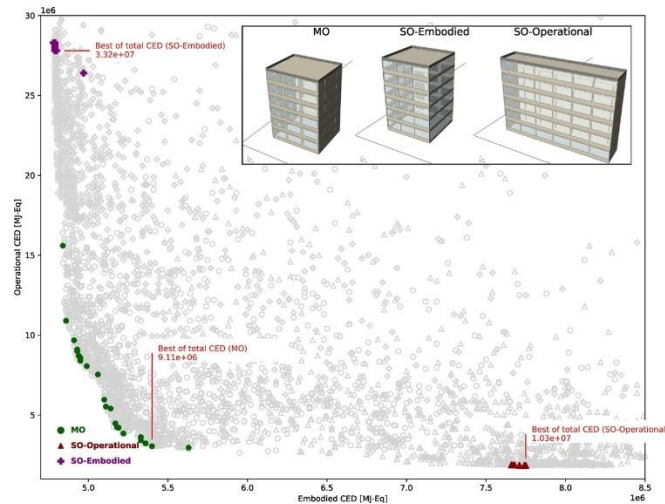 30
1e6
25
20
15
10
5
Operational CED [MJ-Eq]
Best of total CED (SO-Embodied)
3.32e+07
MO
SO-Embodied
SO-Operational
Best of total CED (MO)
9.11e+06
Best of total CED (SO-Operational)
1.03e+07
MO
SO-Operational
SO-Embodied
5.0
5.5
6.0
6.5
7.0
7.5
8.0
8.5
1e6
Embodied CED [MJ-Eq]